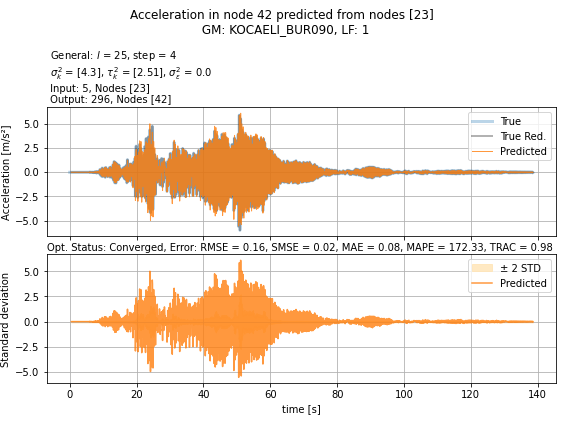 Acceleration in node 42 predicted from nodes [23]
GM: KOCAELI_BUR090, LF: 1
General: l = 25, step = 4
σ²ₖ = [4.3], τ²ₖ = [2.51], σ²ε = 0.0
Input: 5, Nodes [23]
Output: 296, Nodes [42]
Acceleration [m/s²]
5.0
2.5
0.0
−2.5
−5.0
True
True Red.
Predicted
Opt. Status: Converged, Error: RMSE = 0.16, SMSE = 0.02, MAE = 0.08, MAPE = 172.33, TRAC = 0.98
Standard deviation
5.0
2.5
0.0
−2.5
−5.0
± 2 STD
Predicted
0 20 40 60 80 100 120 140
time [s]